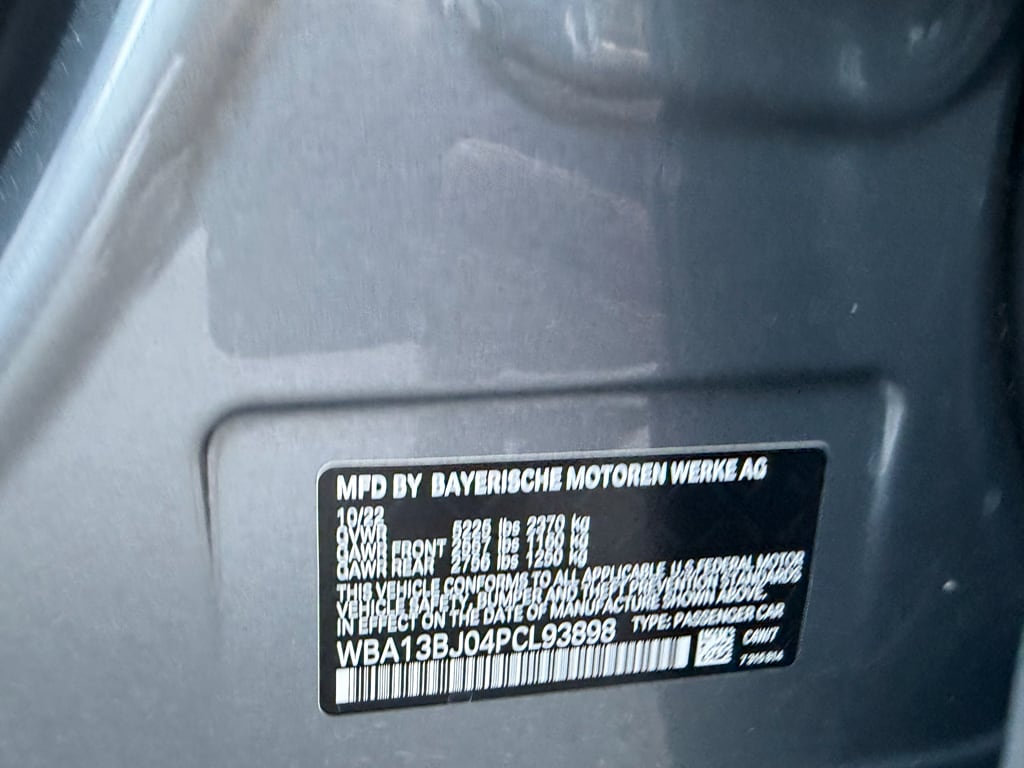 MFD BY BAYERISCHE MOTOREN WERKE AG
10/22
GVWR 5225 lbs 2370 kg
GAWR FRONT 2557 lbs 1160 kg
GAWR REAR 2756 lbs 1250 kg
THIS VEHICLE CONFORMS TO ALL APPLICABLE U.S.FEDERAL MOTOR
VEHICLE SAFETY, BUMPER AND THEFT PREVENTION STANDARDS
IN EFFECT ON THE DATE OF MANUFACTURE SHOWN ABOVE.
WBA13BJ04PCL93898 TYPE: PASSENGER CAR